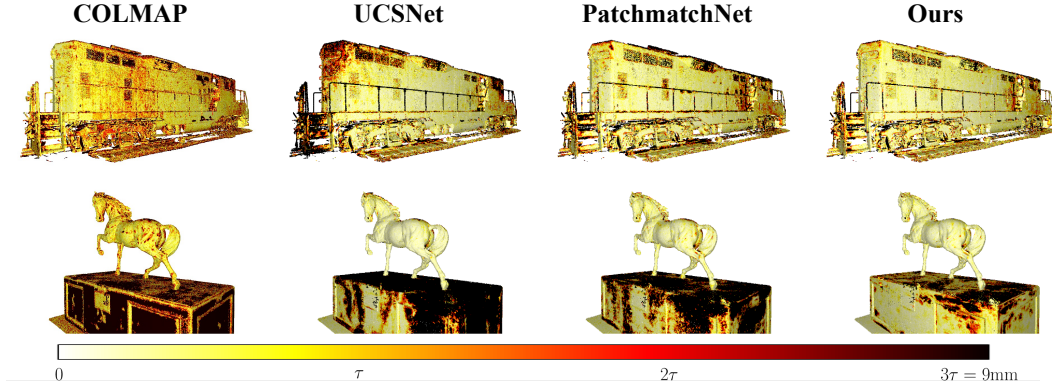 COLMAP UCSNet PatchmatchNet Ours
0 τ 2τ 3τ = 9mm